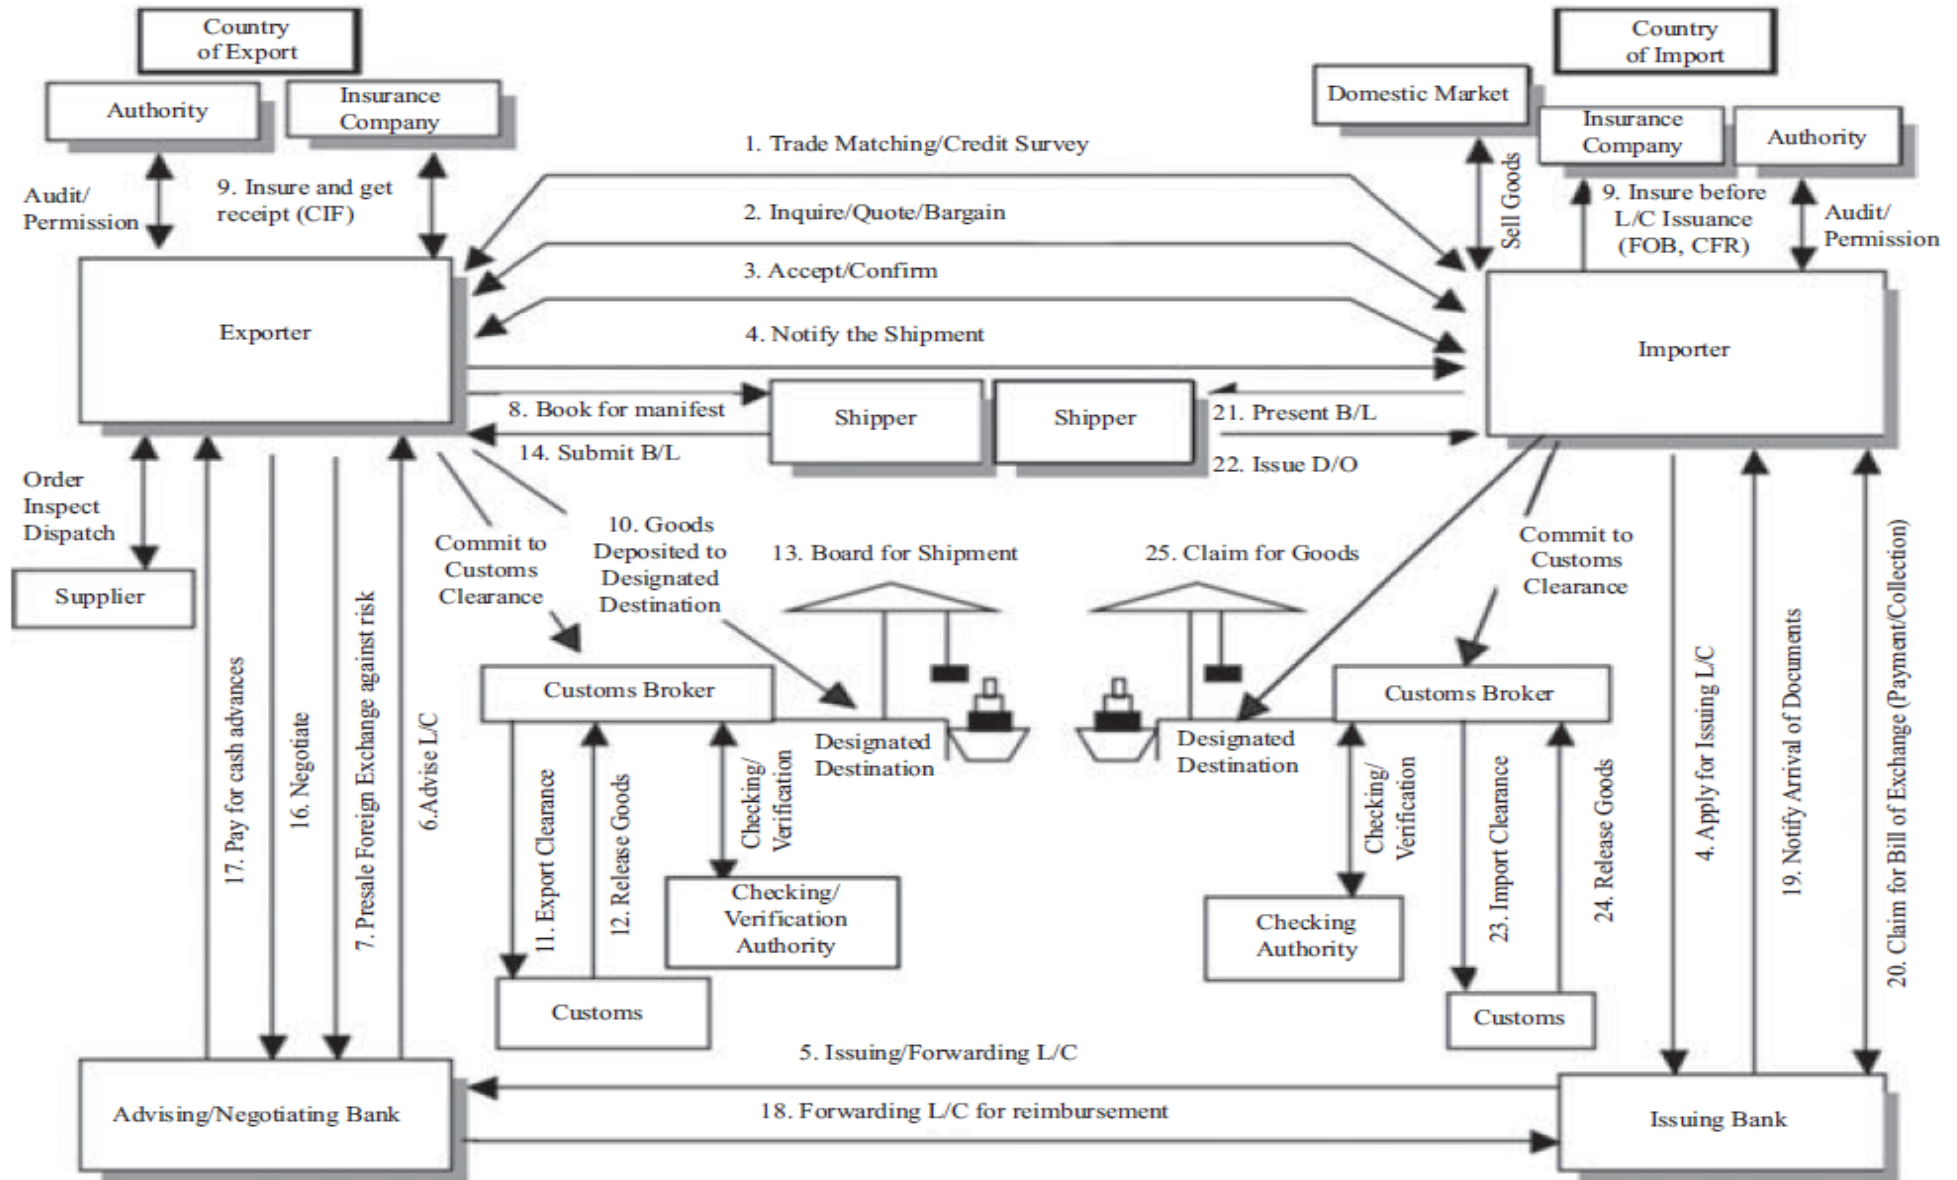 Country
of Export
Country
of Import
Authority
Insurance
Company
Domestic Market
Insurance
Company
Authority
1. Trade Matching/Credit Survey
Audit/
Permission
9. Insure and get
receipt (CIF)
2. Inquire/Quote/Bargain
Sell Goods
9. Insure before
L/C Issuance
(FOB, CFR)
Audit/
Permission
3. Accept/Confirm
Exporter
4. Notify the Shipment
Importer
8. Book for manifest
Shipper
Shipper
21. Present B/L
14. Submit B/L
22. Issue D/O
Order
Inspect
Dispatch
Supplier
Commit to
Customs
Clearance
10. Goods
Deposited to
Designated
Destination
13. Board for Shipment
25. Claim for Goods
Commit to
Customs
Clearance
Customs Broker
Customs Broker
Designated
Destination
Designated
Destination
17. Pay for cash advances
16. Negotiate
7. Presale Foreign Exchange against risk
6.Advise L/C
11. Export Clearance
12. Release Goods
Checking/
Verification
Checking/
Verification
23. Import Clearance
24. Release Goods
4. Apply for Issuing L/C
19. Notify Arrival of Documents
20. Claim for Bill of Exchange (Payment/Collection)
Checking/
Verification
Authority
Checking
Authority
Customs
Customs
5. Issuing/Forwarding L/C
Advising/Negotiating Bank
18. Forwarding L/C for reimbursement
Issuing Bank